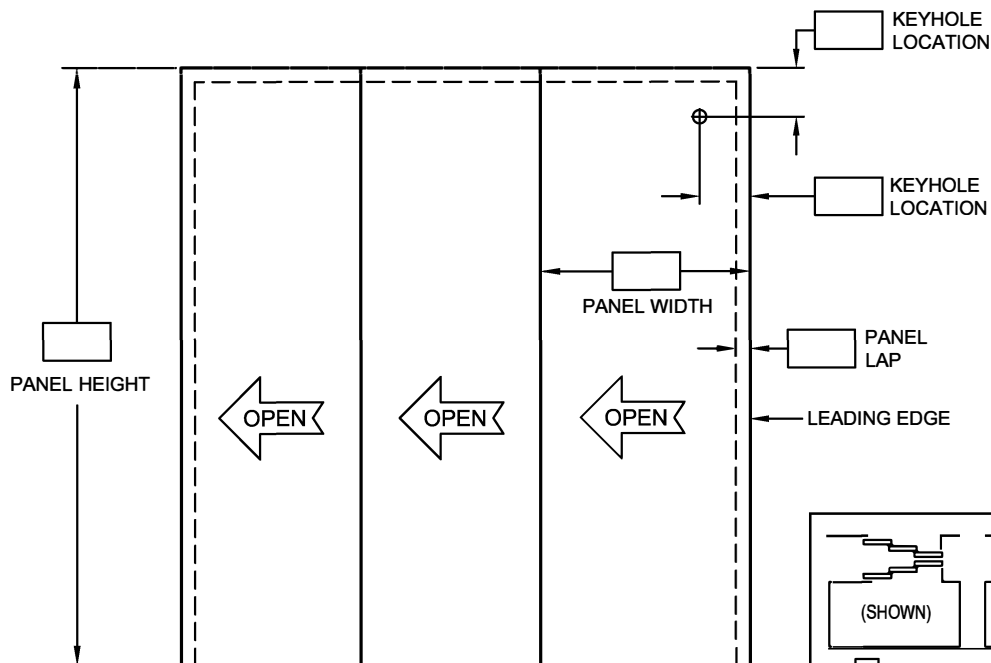 KEYHOLE
LOCATION
KEYHOLE
LOCATION
PANEL WIDTH
PANEL
LAP
PANEL HEIGHT
OPEN
OPEN
OPEN
LEADING EDGE
(SHOWN)